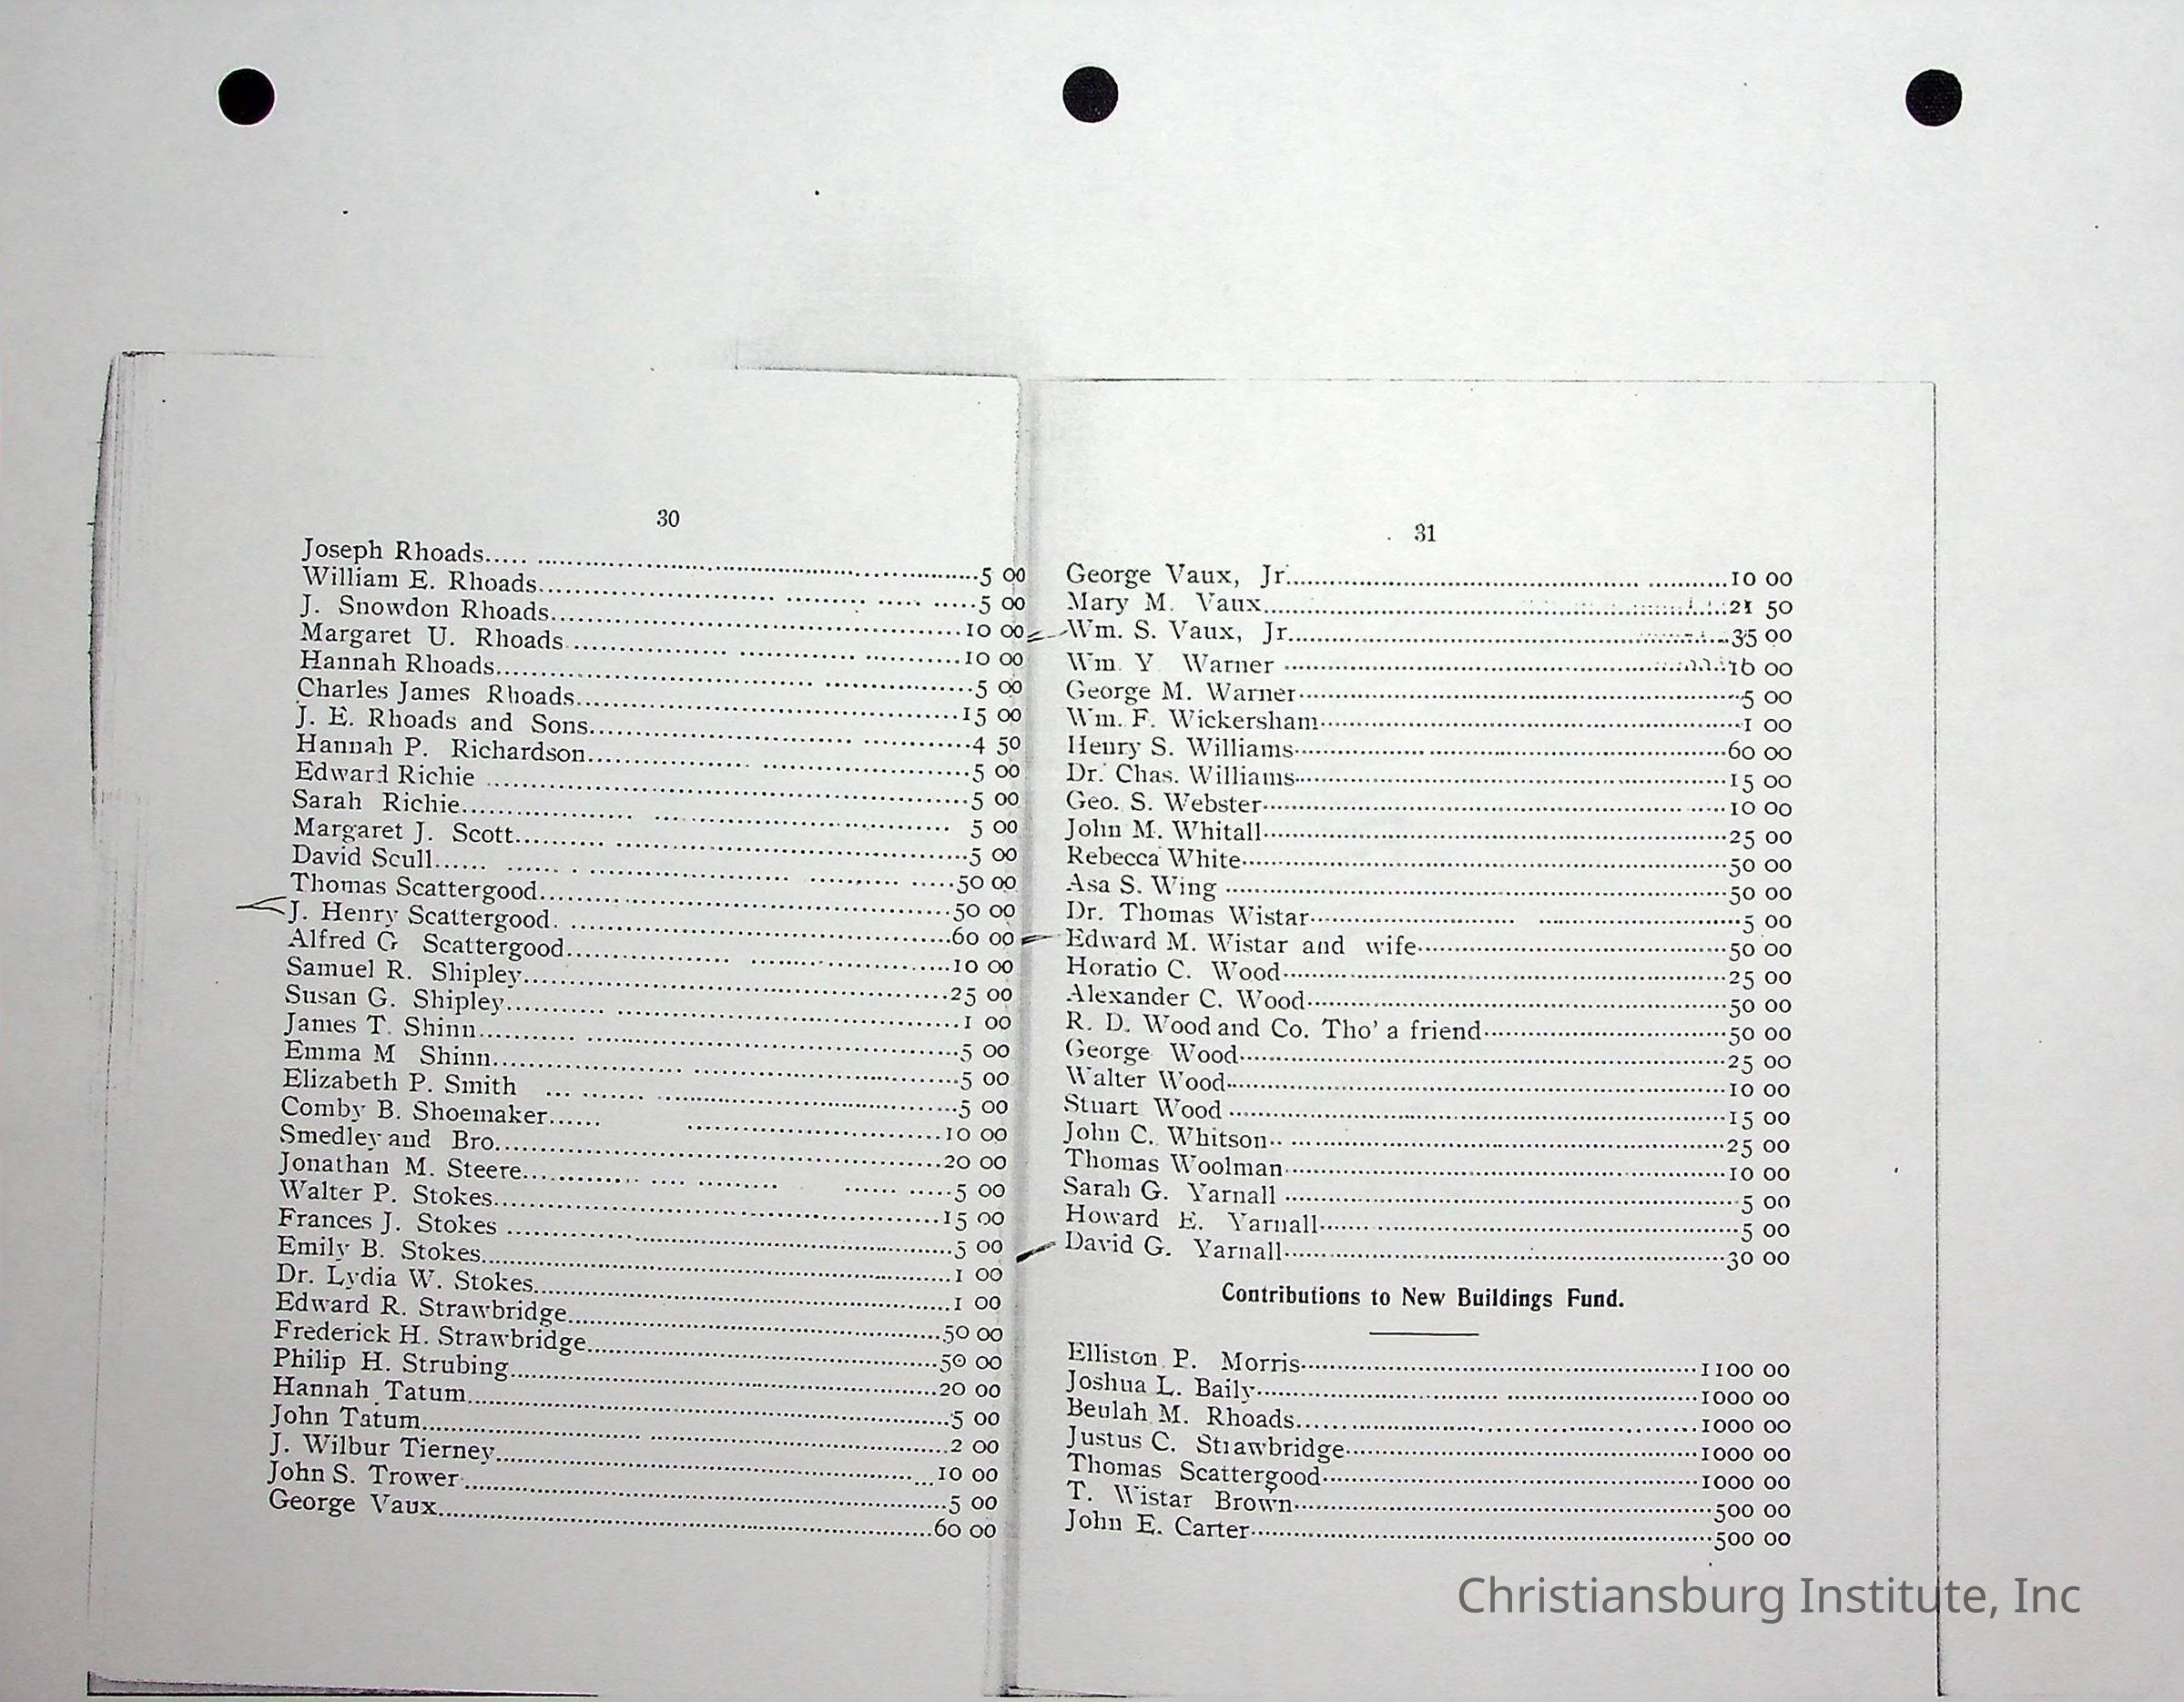 30
Joseph Rhoads..... 5 00
William E. Rhoads..... 5 00
J. Snowdon Rhoads..... 10 00
Margaret U. Rhoads..... 10 00
Hannah Rhoads..... 5 00
Charles James Rhoads..... 15 00
J. E. Rhoads and Sons..... 4 50
Hannah P. Richardson..... 5 00
Edward Richie ..... 5 00
Sarah Richie..... 5 00
Margaret J. Scott..... 5 00
David Scull..... 50 00
Thomas Scattergood..... 50 00
J. Henry Scattergood..... 60 00
Alfred G Scattergood..... 10 00
Samuel R. Shipley..... 25 00
Susan G. Shipley..... 1 00
James T. Shinn..... 5 00
Emma M Shinn..... 5 00
Elizabeth P. Smith ..... 5 00
Comby B. Shoemaker..... 10 00
Smedley and Bro..... 20 00
Jonathan M. Steere..... 5 00
Walter P. Stokes..... 15 00
Frances J. Stokes ..... 5 00
Emily B. Stokes..... 1 00
Dr. Lydia W. Stokes..... 1 00
Edward R. Strawbridge..... 50 00
Frederick H. Strawbridge..... 50 00
Philip H. Strubing..... 20 00
Hannah Tatum..... 5 00
John Tatum..... 2 00
J. Wilbur Tierney..... 10 00
John S. Trower..... 5 00
George Vaux..... 60 00
31
George Vaux, Jr..... 10 00
Mary M. Vaux..... 21 50
Wm. S. Vaux, Jr..... 35 00
Wm. Y Warner ..... 00
George M. Warner..... 5 00
Wm. F. Wickersham..... 1 00
Henry S. Williams..... 60 00
Dr. Chas. Williams..... 15 00
Geo. S. Webster..... 10 00
John M. Whitall..... 25 00
Rebecca White..... 50 00
Asa S. Wing ..... 50 00
Dr. Thomas Wistar..... 5 00
Edward M. Wistar and wife..... 50 00
Horatio C. Wood..... 25 00
Alexander C. Wood..... 50 00
R. D. Wood and Co. Tho' a friend..... 50 00
George Wood..... 25 00
Walter Wood..... 10 00
Stuart Wood ..... 15 00
John C. Whitson..... 25 00
Thomas Woolman..... 10 00
Sarah G. Yarnall ..... 5 00
Howard E. Yarnall..... 5 00
David G. Yarnall..... 30 00
Contributions to New Buildings Fund.
Elliston P. Morris..... 1100 00
Joshua L. Baily..... 1000 00
Beulah M. Rhoads..... 1000 00
Justus C. Strawbridge..... 1000 00
Thomas Scattergood..... 1000 00
T. Wistar Brown..... 500 00
John E. Carter..... 500 00
Christiansburg Institute, Inc